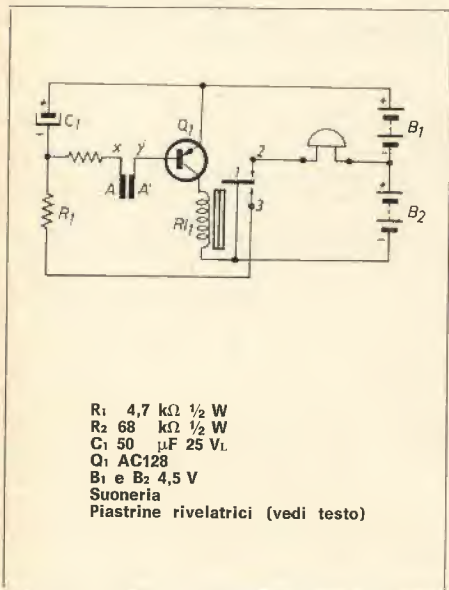 C1
+
−
x
y
Q1
A
A'
R1
Rl1
1
2
3
+
−
B1
+
−
B2
R1 4,7 kΩ ½ W
R2 68 kΩ ½ W
C1 50 µF 25 VL
Q1 AC128
B1 e B2 4,5 V
Suoneria
Piastrine rivelatrici (vedi testo)